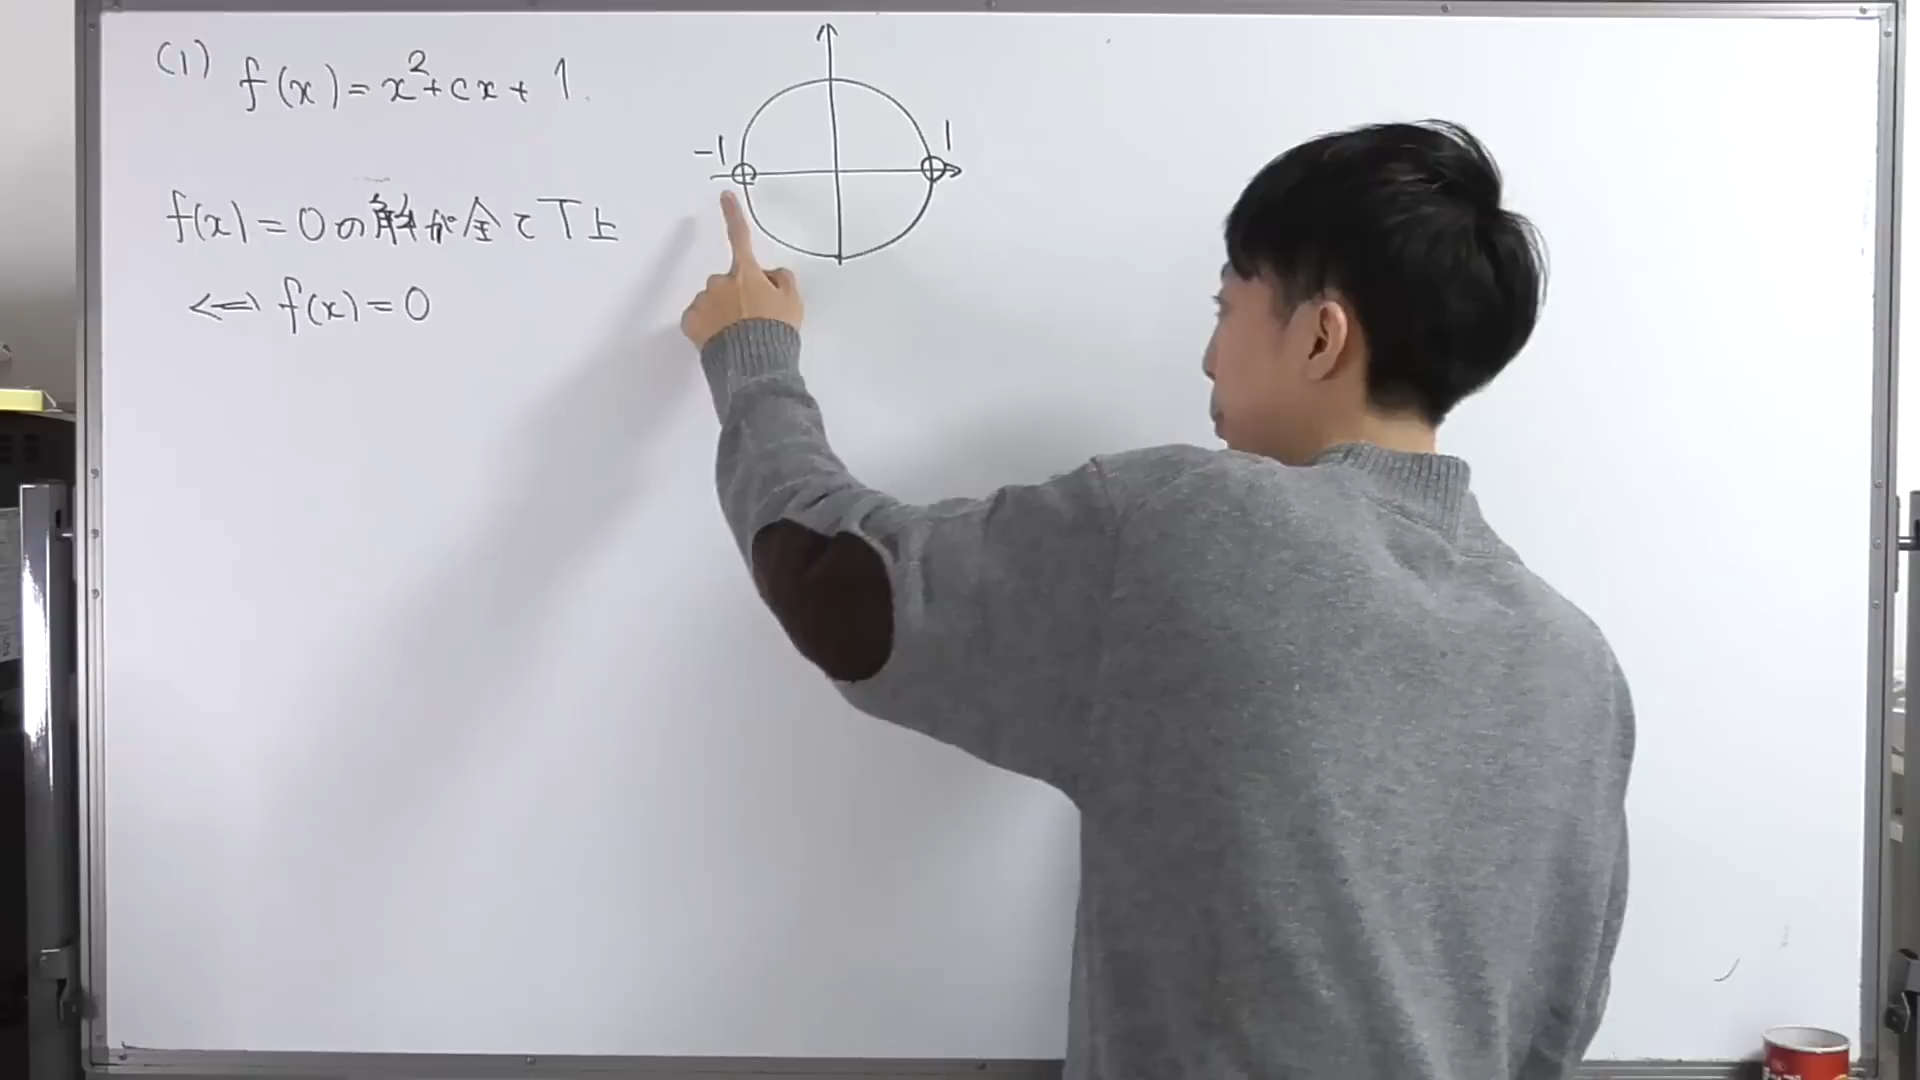 (1) f(x)=x²+cx+1.
f(x)=0の解が全てT上
⇔ f(x)=0
-1
1